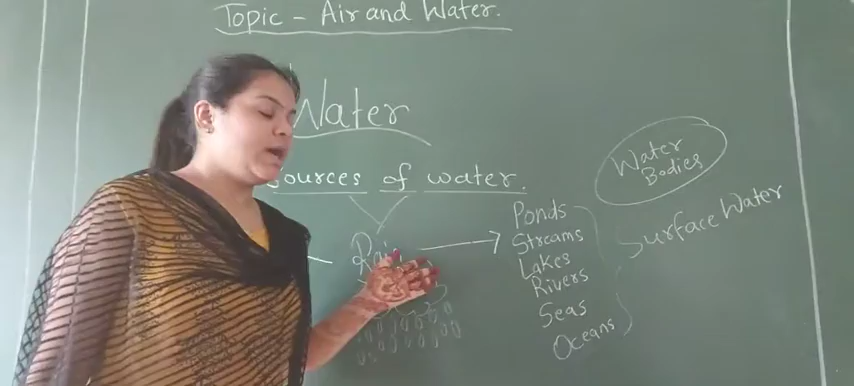 Topic - Air and Water.
Water
Sources of water.
Rain
Water
Bodies
Ponds
Streams
Lakes
Rivers
Seas
Oceans
Surface Water